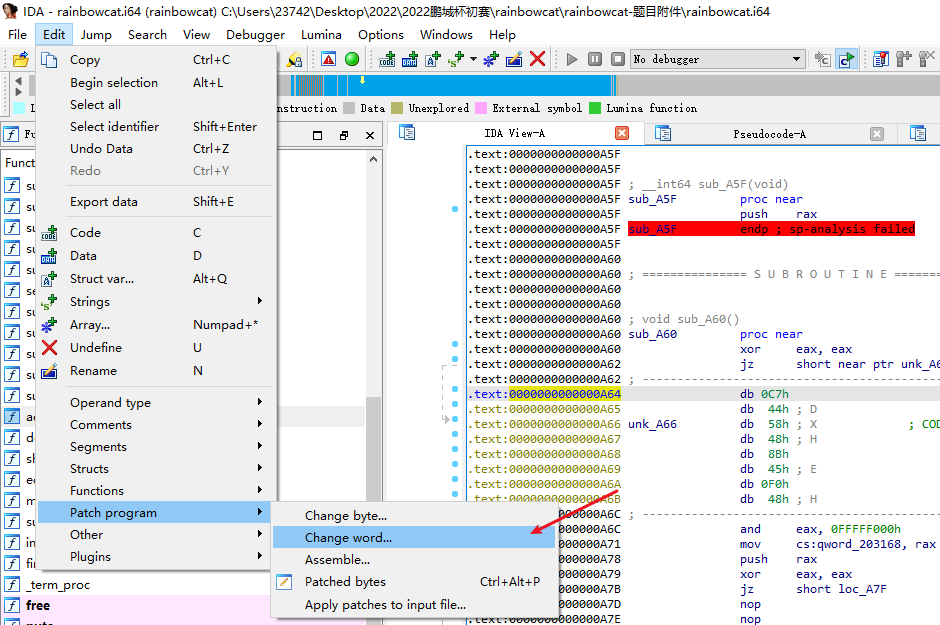 IDA - rainbowcat.i64 (rainbowcat) C:\Users\23742\Desktop\2022\2022鹏城杯初赛\rainbowcat\rainbowcat-题目附件\rainbowcat.i64
File Edit Jump Search View Debugger Lumina Options Windows Help
No debugger
nstruction Data Unexplored External symbol Lumina function
IDA View-A Pseudocode-A
Copy Ctrl+C
Begin selection Alt+L
Select all
Select identifier Shift+Enter
Undo Data Ctrl+Z
Redo Ctrl+Y
Export data Shift+E
Code C
Data D
Struct var... Alt+Q
Strings
Array... Numpad+*
Undefine U
Rename N
Operand type
Comments
Segments
Structs
Functions
Patch program
Other
Plugins
Change byte...
Change word...
Assemble...
Patched bytes Ctrl+Alt+P
Apply patches to input file...
Funct
_term_proc
free
.text:0000000000000A5F
.text:0000000000000A5F
.text:0000000000000A5F ; __int64 sub_A5F(void)
.text:0000000000000A5F sub_A5F proc near
.text:0000000000000A5F push rax
.text:0000000000000A5F sub_A5F endp ; sp-analysis failed
.text:0000000000000A5F
.text:0000000000000A60
.text:0000000000000A60 ; =============== S U B R O U T I N E =======
.text:0000000000000A60
.text:0000000000000A60
.text:0000000000000A60 ; void sub_A60()
.text:0000000000000A60 sub_A60 proc near
.text:0000000000000A60 xor eax, eax
.text:0000000000000A62 jz short near ptr unk_A6
.text:0000000000000A62 ; ---------------------------------------
.text:0000000000000A64 db 0C7h
.text:0000000000000A65 db 44h ; D
.text:0000000000000A66 unk_A66 db 58h ; X ; COD
.text:0000000000000A67 db 48h ; H
.text:0000000000000A68 db 8Bh
.text:0000000000000A69 db 45h ; E
.text:0000000000000A6A db 0F0h
.text:0000000000000A6B db 48h ; H
000000000A6C ; ---------------------------------------
000000000A6C and eax, 0FFFFF000h
000000000A71 mov cs:qword_203168, rax
000000000A78 push rax
000000000A79 xor eax, eax
000000000A7B jz short loc_A7F
000000000A7D nop
.text:0000000000000A7E nop